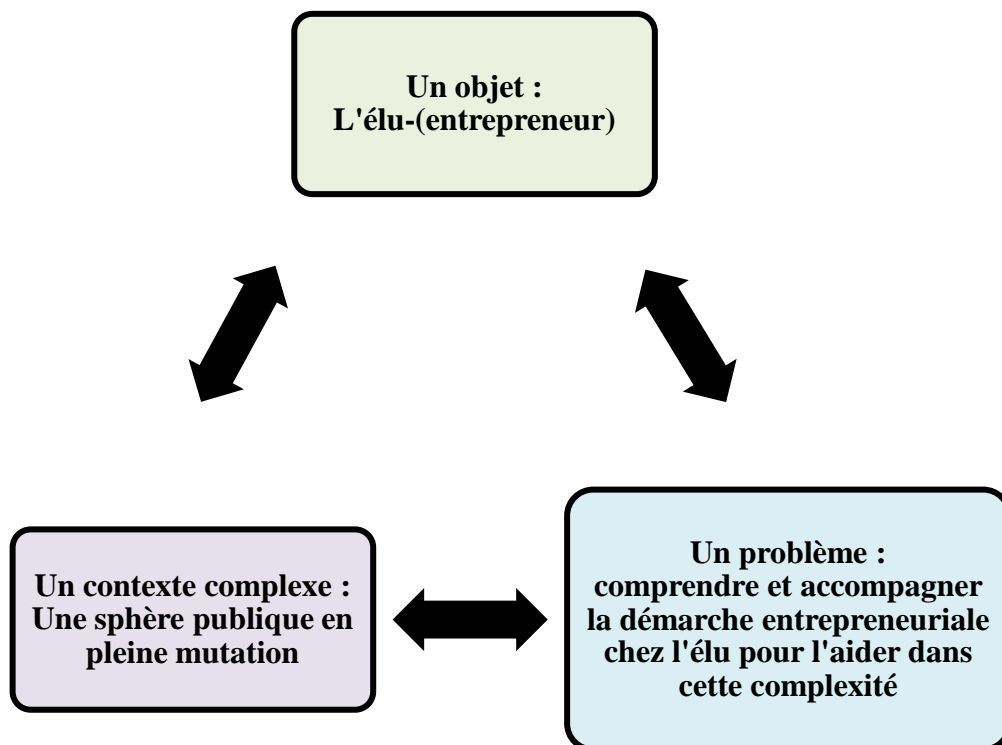 Un objet :
L'élu-(entrepreneur)
Un contexte complexe :
Une sphère publique en
pleine mutation
Un problème :
comprendre et accompagner
la démarche entrepreneuriale
chez l'élu pour l'aider dans
cette complexité